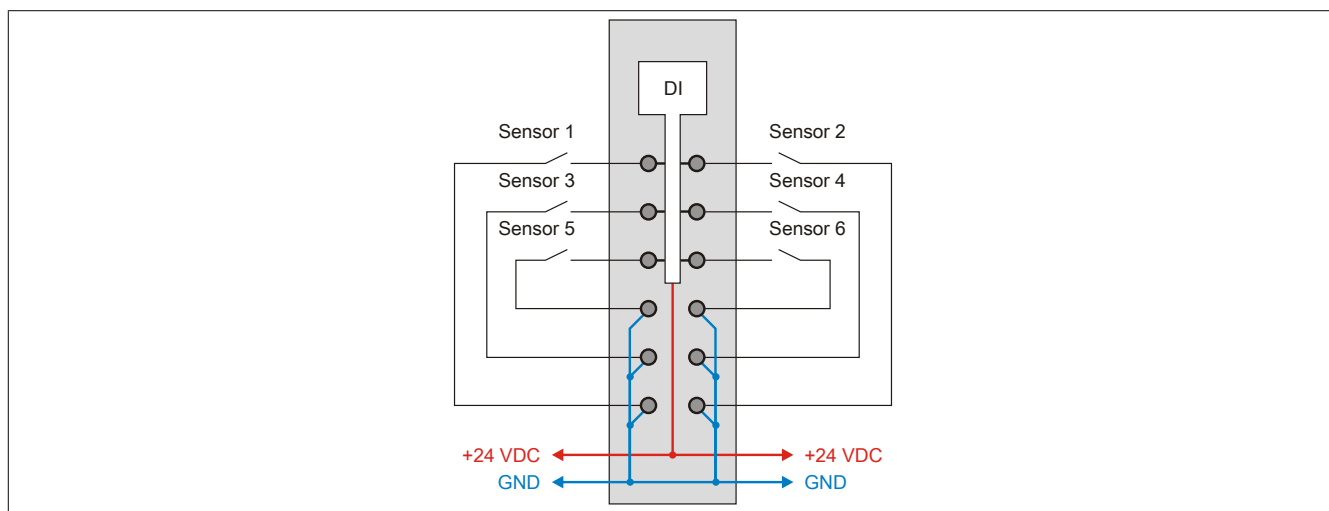 DI
Sensor 1
Sensor 2
Sensor 3
Sensor 4
Sensor 5
Sensor 6
+24 VDC
+24 VDC
GND
GND